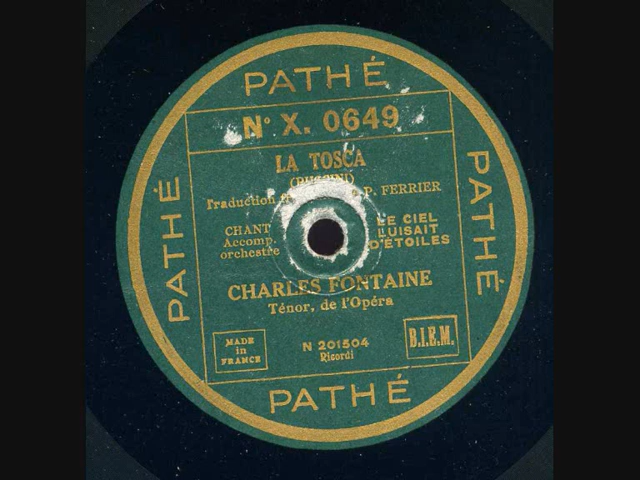 PATHÉ
N° X. 0649
LA TOSCA
(PUCCINI)
Traduction P. FERRIER
CHANT
Accomp.
orchestre
LE CIEL
LUISAIT
D'ÉTOILES
CHARLES FONTAINE
Ténor, de l'Opéra
MADE
in
FRANCE
N 201504
Ricordi
B.I.E.M.
PATHÉ
PATHÉ
PATHÉ